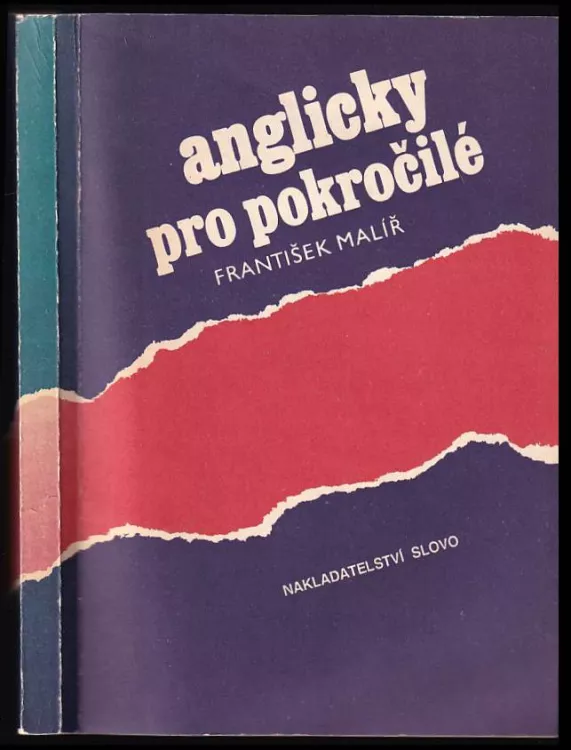 anglicky
pro pokročilé
FRANTIŠEK MALÍŘ
NAKLADATELSTVÍ SLOVO